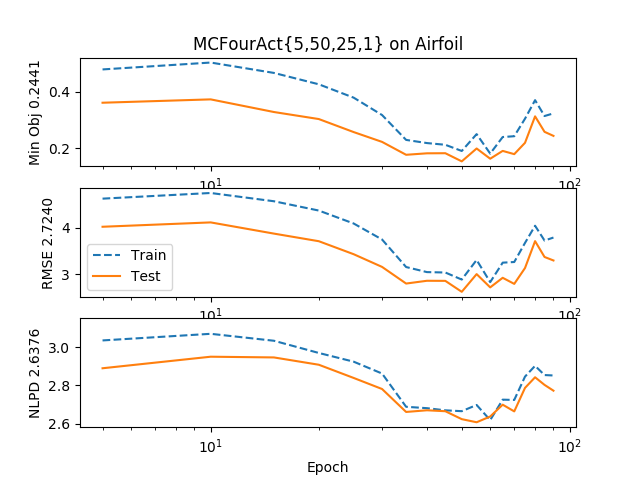 MCFourAct{5,50,25,1} on Airfoil
Min Obj 0.2441
0.4
0.2
10¹
10²
RMSE 2.7240
4
3
Train
Test
10¹
10²
NLPD 2.6376
3.0
2.8
2.6
10¹
10²
Epoch